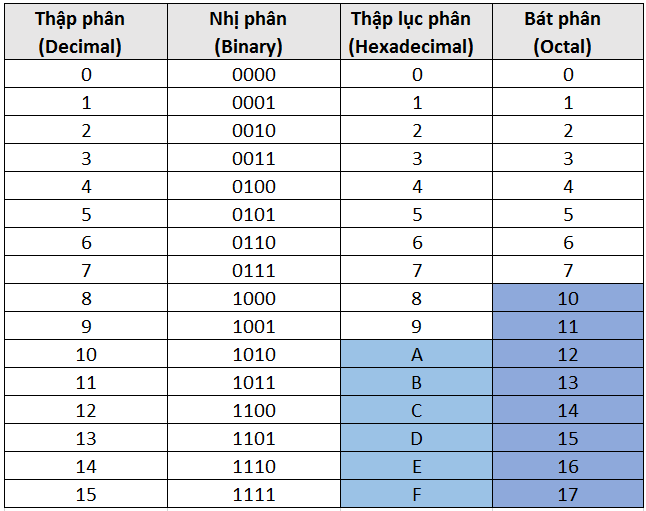 Thập phân Nhị phân Thập lục phân Bát phân
(Decimal) (Binary) (Hexadecimal) (Octal)
0 0000 0 0
1 0001 1 1
2 0010 2 2
3 0011 3 3
4 0100 4 4
5 0101 5 5
6 0110 6 6
7 0111 7 7
8 1000 8 10
9 1001 9 11
10 1010 A 12
11 1011 B 13
12 1100 C 14
13 1101 D 15
14 1110 E 16
15 1111 F 17